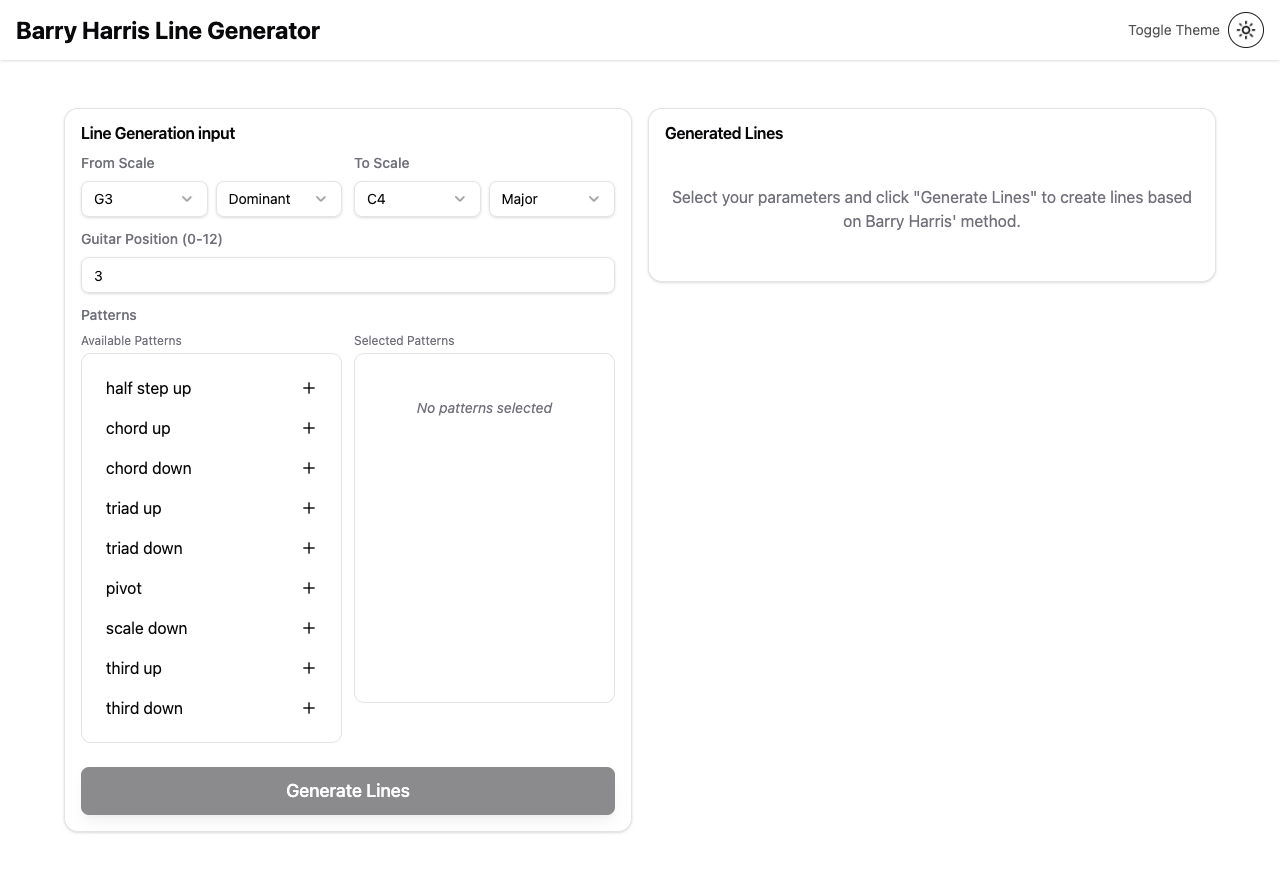 Barry Harris Line Generator
Toggle Theme
Line Generation input
From Scale
To Scale
G3
Dominant
C4
Major
Guitar Position (0-12)
3
Patterns
Available Patterns
Selected Patterns
half step up
chord up
chord down
triad up
triad down
pivot
scale down
third up
third down
No patterns selected
Generate Lines
Generated Lines
Select your parameters and click "Generate Lines" to create lines based
on Barry Harris' method.